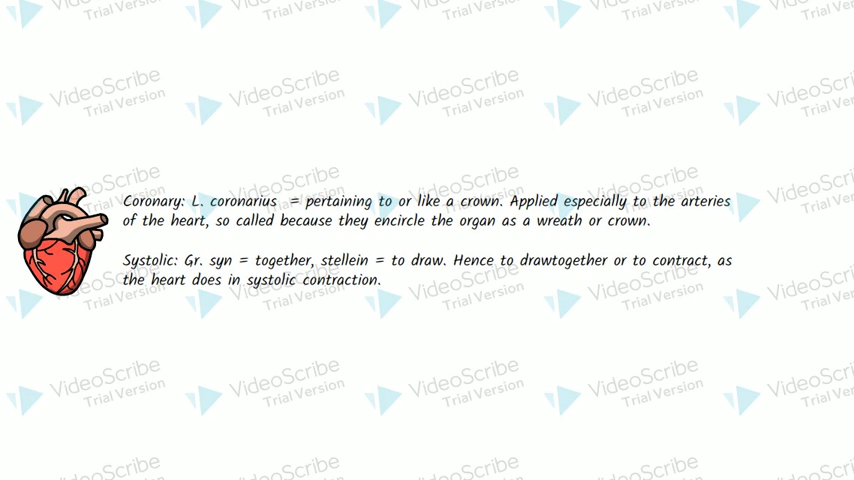 Coronary: L. coronarius = pertaining to or like a crown. Applied especially to the arteries
of the heart, so called because they encircle the organ as a wreath or crown.
Systolic: Gr. syn = together, stellein = to draw. Hence to drawtogether or to contract, as
the heart does in systolic contraction.
VideoScribe
Trial Version